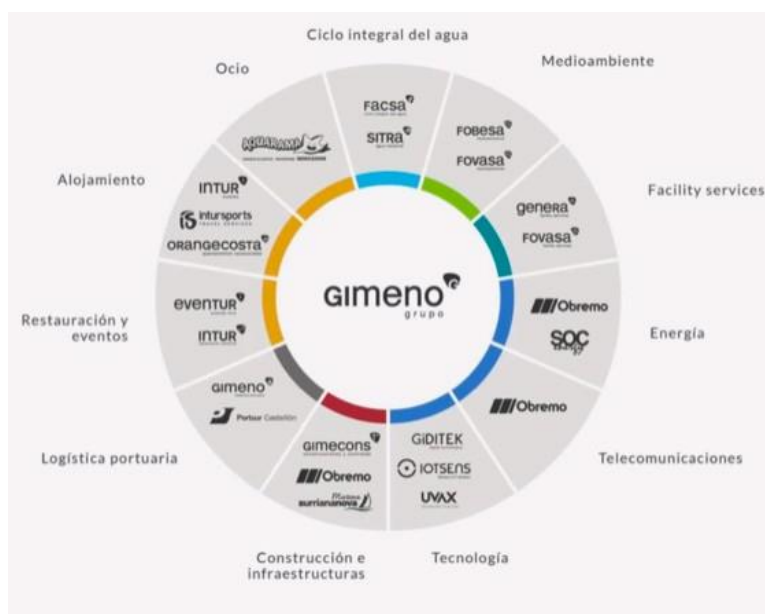 Ciclo integral del agua
Medioambiente
Facility services
Energía
Telecomunicaciones
Tecnología
Construcción e
infraestructuras
Logística portuaria
Restauración y
eventos
Alojamiento
Ocio
FACSA
SITRA
FOBESA
FOVASA
genera
FOVASA
Obremo
SOC
Obremo
GiDITEK
IOTSENS
UVAX
GIMECONS
Obremo
Marina
burriananova
GIMENO
Portsur Castellón
EVENTUR
INTUR
INTUR
intursports
ORANGECOSTA
AQUARAMA
GIMENO
grupo